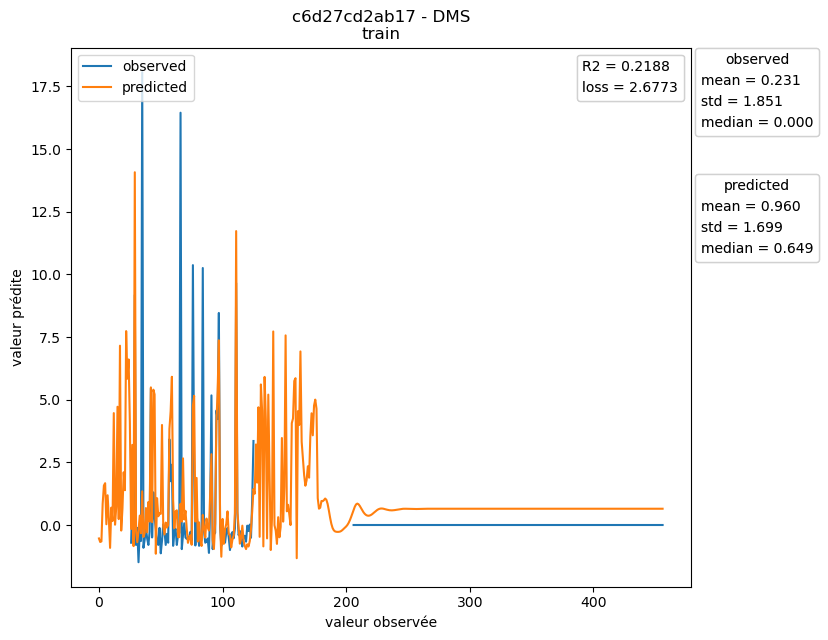 c6d27cd2ab17 - DMS
train
observed
predicted
R2 = 0.2188
loss = 2.6773
observed
mean = 0.231
std = 1.851
median = 0.000
predicted
mean = 0.960
std = 1.699
median = 0.649
valeur prédite
17.5
15.0
12.5
10.0
7.5
5.0
2.5
0.0
0
100
200
300
400
valeur observée